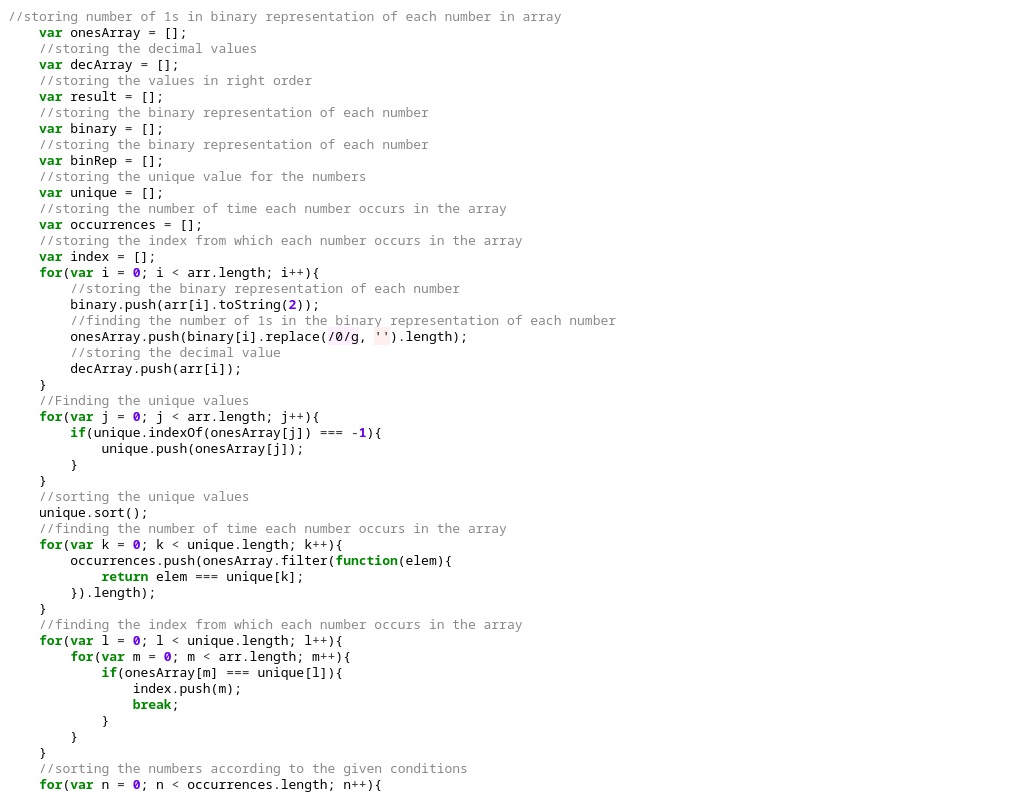 //storing number of 1s in binary representation of each number in array
    var onesArray = [];
    //storing the decimal values
    var decArray = [];
    //storing the values in right order
    var result = [];
    //storing the binary representation of each number
    var binary = [];
    //storing the binary representation of each number
    var binRep = [];
    //storing the unique value for the numbers
    var unique = [];
    //storing the number of time each number occurs in the array
    var occurrences = [];
    //storing the index from which each number occurs in the array
    var index = [];
    for(var i = 0; i < arr.length; i++){
        //storing the binary representation of each number
        binary.push(arr[i].toString(2));
        //finding the number of 1s in the binary representation of each number
        onesArray.push(binary[i].replace(/0/g, '').length);
        //storing the decimal value
        decArray.push(arr[i]);
    }
    //Finding the unique values
    for(var j = 0; j < arr.length; j++){
        if(unique.indexOf(onesArray[j]) === -1){
            unique.push(onesArray[j]);
        }
    }
    //sorting the unique values
    unique.sort();
    //finding the number of time each number occurs in the array
    for(var k = 0; k < unique.length; k++){
        occurrences.push(onesArray.filter(function(elem){
            return elem === unique[k];
        }).length);
    }
    //finding the index from which each number occurs in the array
    for(var l = 0; l < unique.length; l++){
        for(var m = 0; m < arr.length; m++){
            if(onesArray[m] === unique[l]){
                index.push(m);
                break;
            }
        }
    }
    //sorting the numbers according to the given conditions
    for(var n = 0; n < occurrences.length; n++){